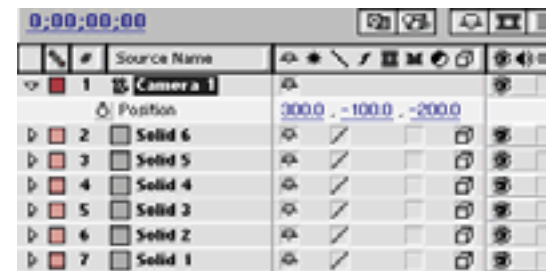 0;00;00;00
# Source Name
1 Camera 1
Position 300.0 , -100.0 , -200.0
2 Solid 6
3 Solid 5
4 Solid 4
5 Solid 3
6 Solid 2
7 Solid 1